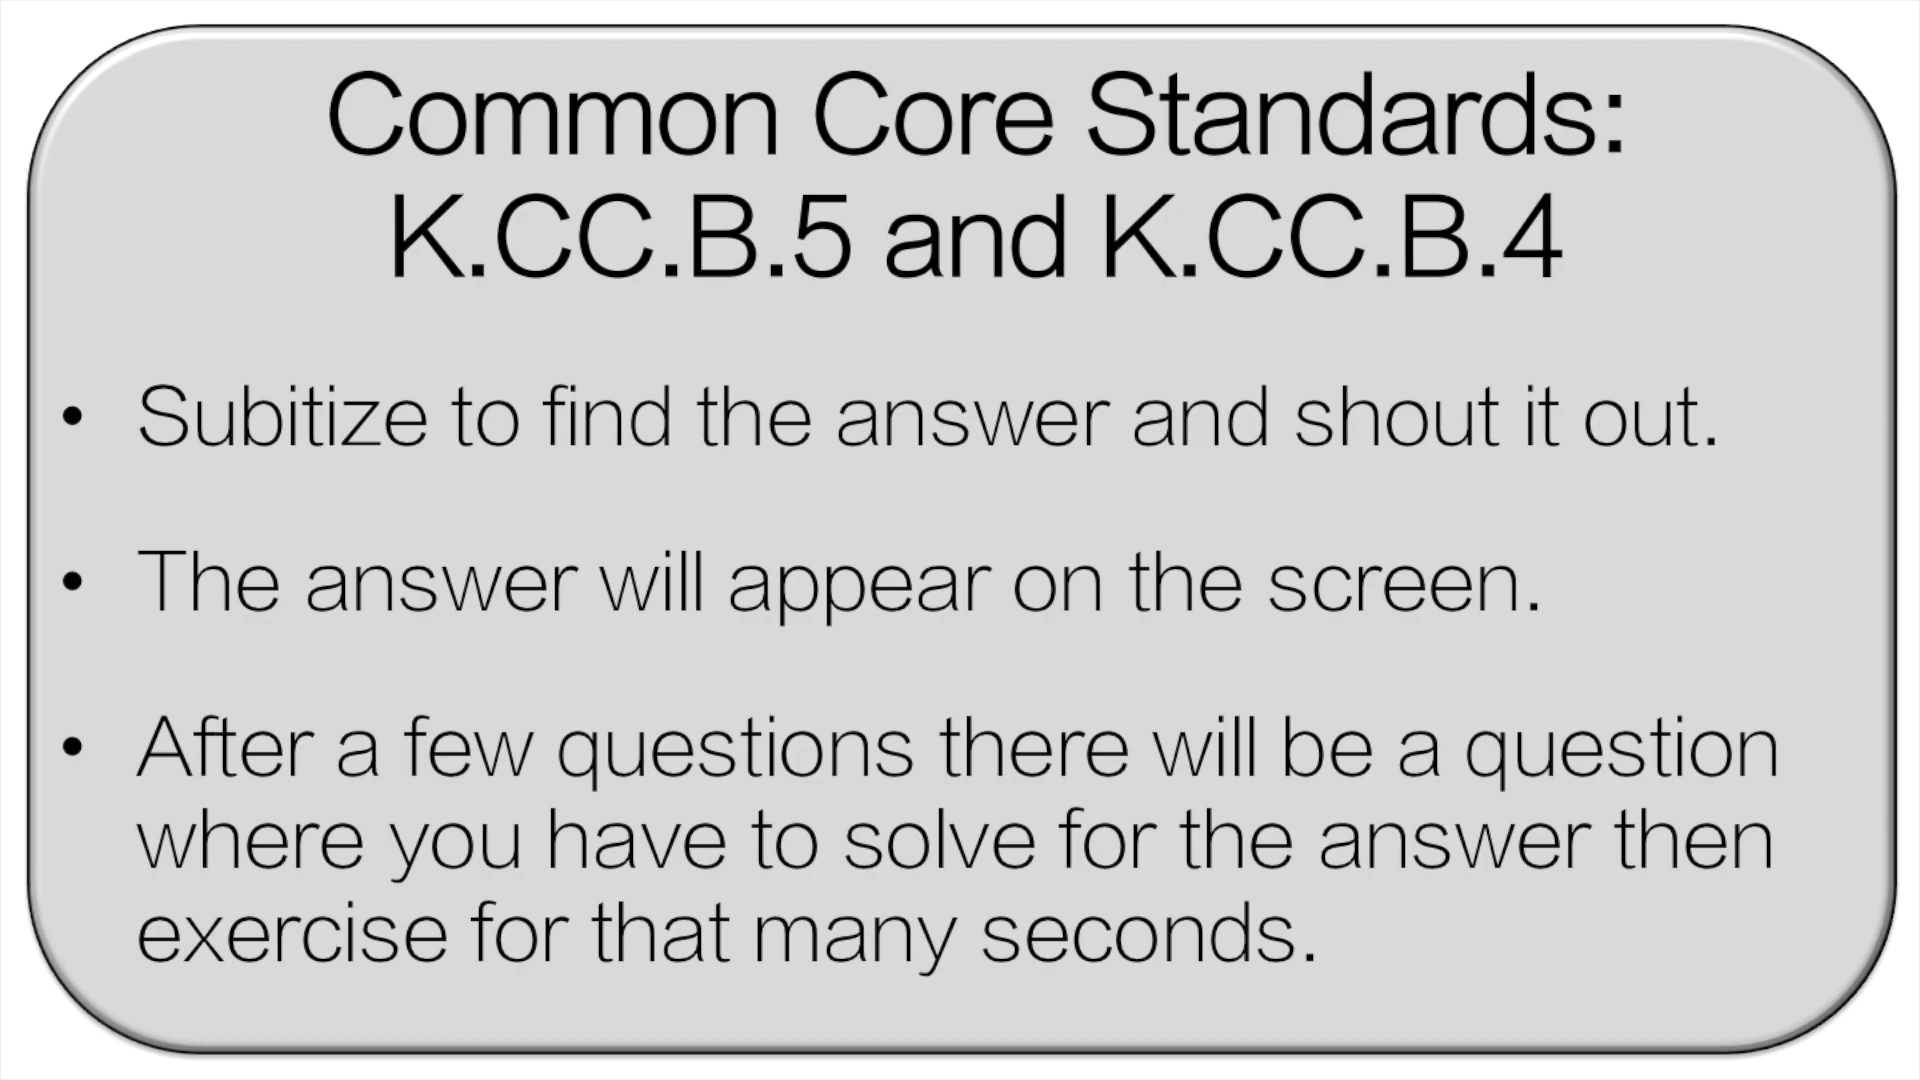 Common Core Standards:
K.CC.B.5 and K.CC.B.4
• Subitize to find the answer and shout it out.
• The answer will appear on the screen.
• After a few questions there will be a question
where you have to solve for the answer then
exercise for that many seconds.